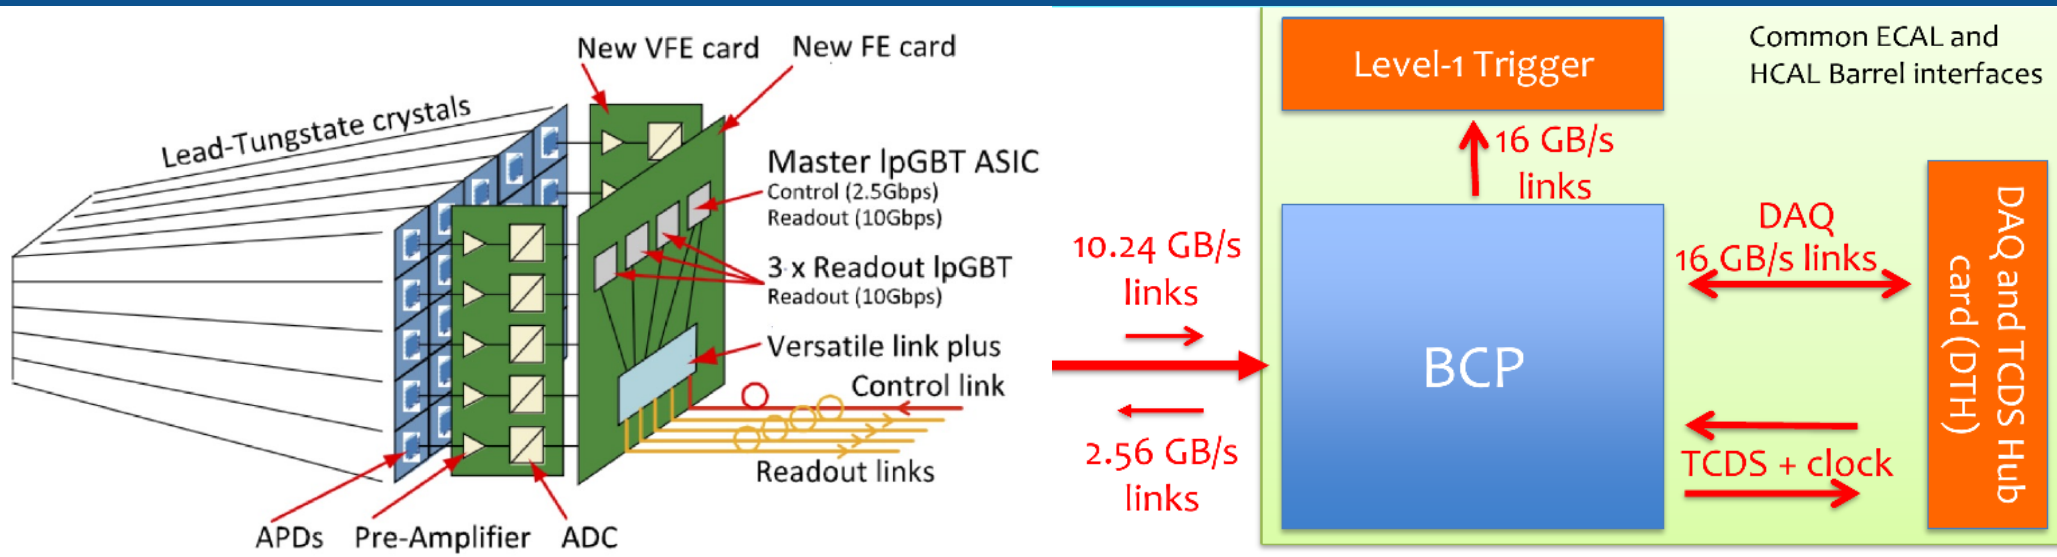 New VFE card
New FE card
Lead-Tungstate crystals
Master lpGBT ASIC
Control (2.5Gbps)
Readout (10Gbps)
3 x Readout lpGBT
Readout (10Gbps)
Versatile link plus
Control link
Readout links
APDs
Pre-Amplifier
ADC
Level-1 Trigger
Common ECAL and
HCAL Barrel interfaces
16 GB/s
links
10.24 GB/s
links
BCP
DAQ
16 GB/s links
2.56 GB/s
links
TCDS + clock
DAQ and TCDS Hub
card (DTH)